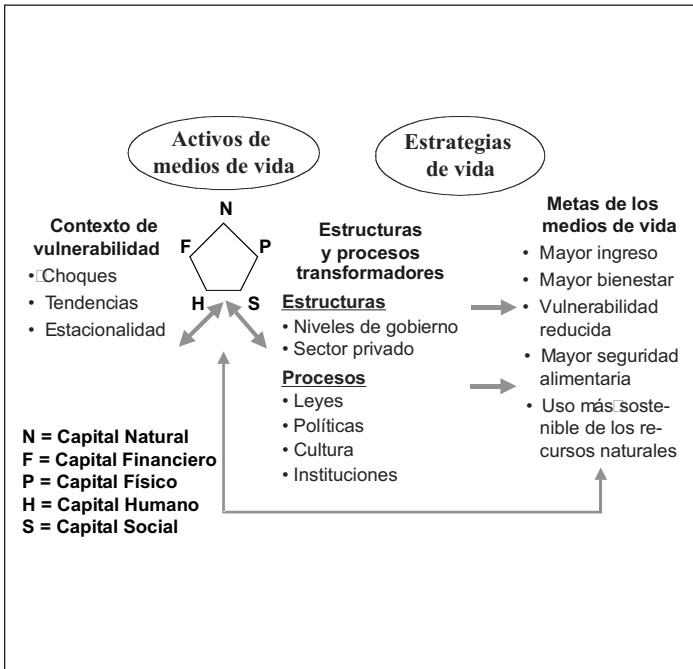 Activos de
medios de vida
Estrategias
de vida
N
F
P
H
S
Contexto de
vulnerabilidad
• Choques
• Tendencias
• Estacionalidad
Estructuras
y procesos
transformadores
Estructuras
• Niveles de gobierno
• Sector privado
Procesos
• Leyes
• Políticas
• Cultura
• Instituciones
Metas de los
medios de vida
• Mayor ingreso
• Mayor bienestar
• Vulnerabilidad
reducida
• Mayor seguridad
alimentaria
• Uso más soste-
nible de los re-
cursos naturales
N = Capital Natural
F = Capital Financiero
P = Capital Físico
H = Capital Humano
S = Capital Social